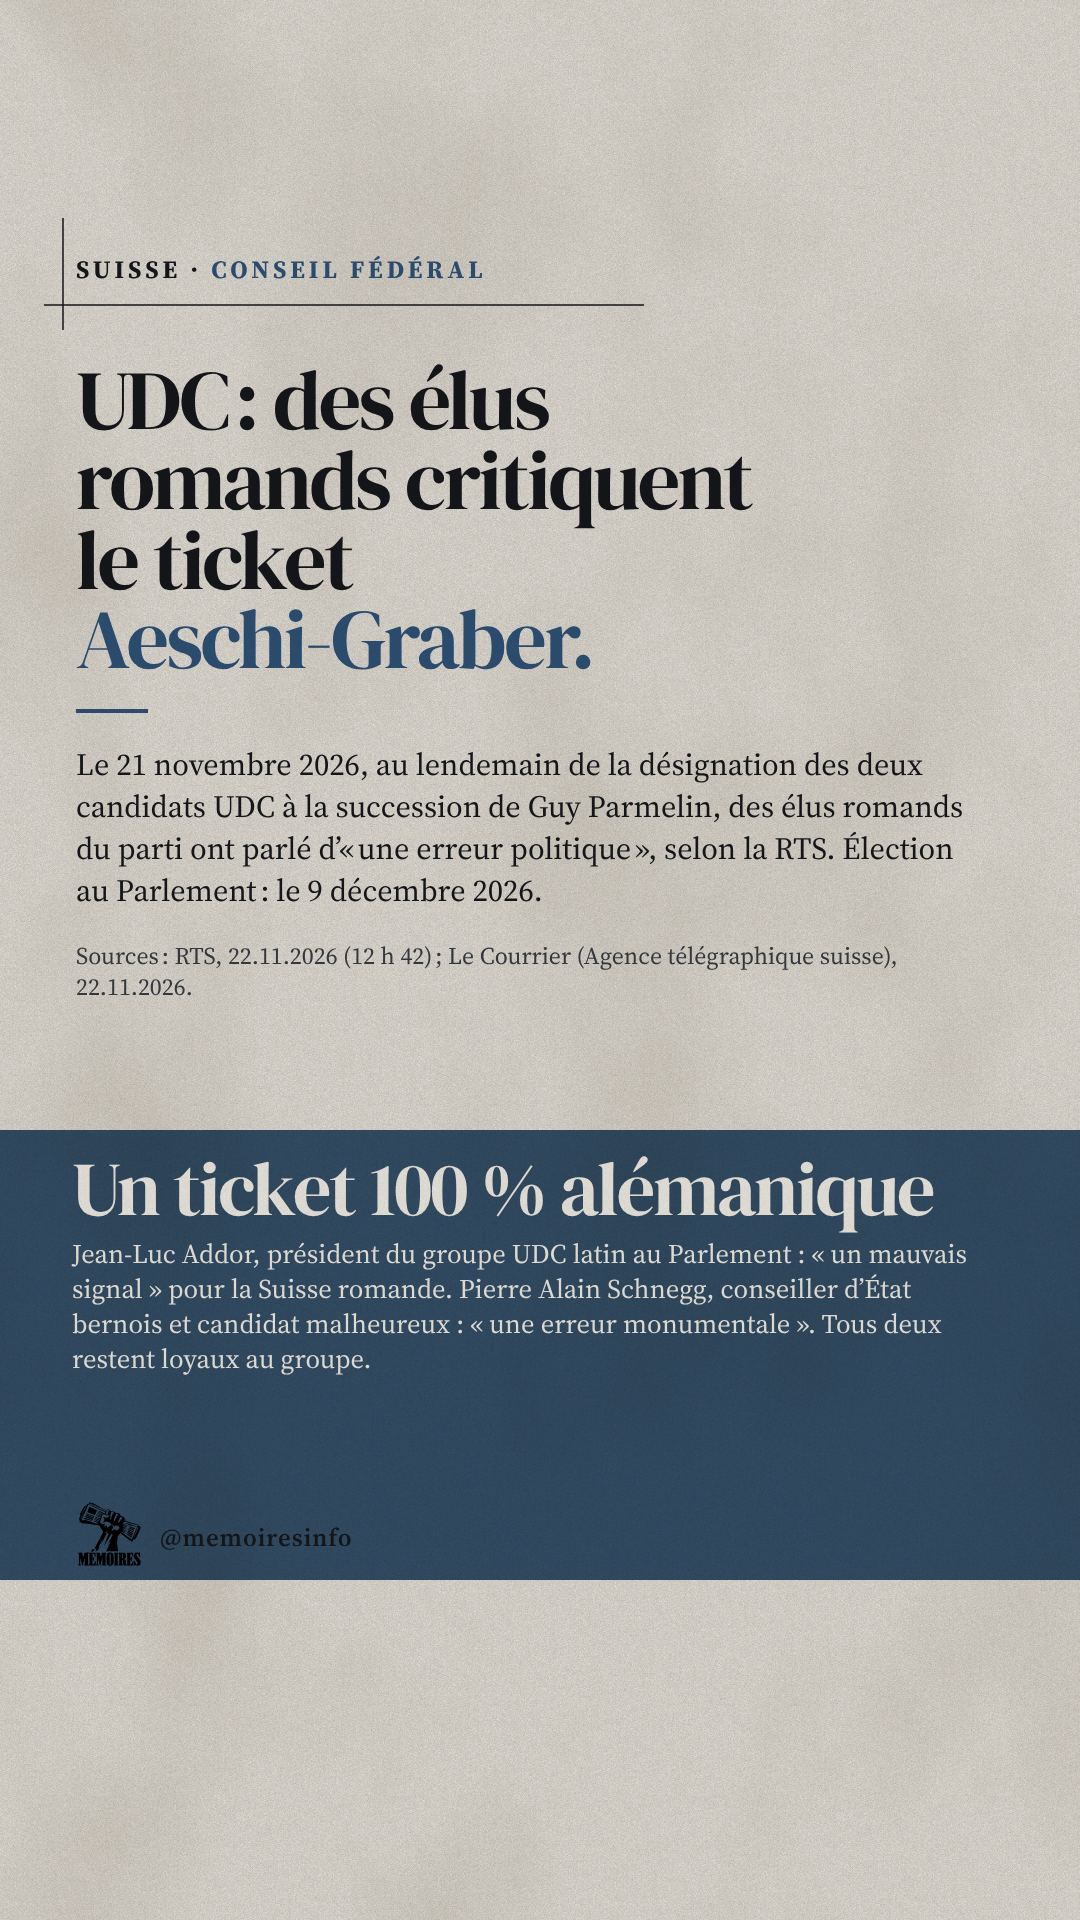 SUISSE · CONSEIL FÉDÉRAL
UDC : des élus
romands critiquent
le ticket
Aeschi-Graber.
Le 21 novembre 2026, au lendemain de la désignation des deux
candidats UDC à la succession de Guy Parmelin, des élus romands
du parti ont parlé d’« une erreur politique », selon la RTS. Élection
au Parlement : le 9 décembre 2026.
Sources : RTS, 22.11.2026 (12 h 42) ; Le Courrier (Agence télégraphique suisse),
22.11.2026.
Un ticket 100 % alémanique
Jean-Luc Addor, président du groupe UDC latin au Parlement : « un mauvais
signal » pour la Suisse romande. Pierre Alain Schnegg, conseiller d’État
bernois et candidat malheureux : « une erreur monumentale ». Tous deux
restent loyaux au groupe.
MÉMOIRES
@memoiresinfo